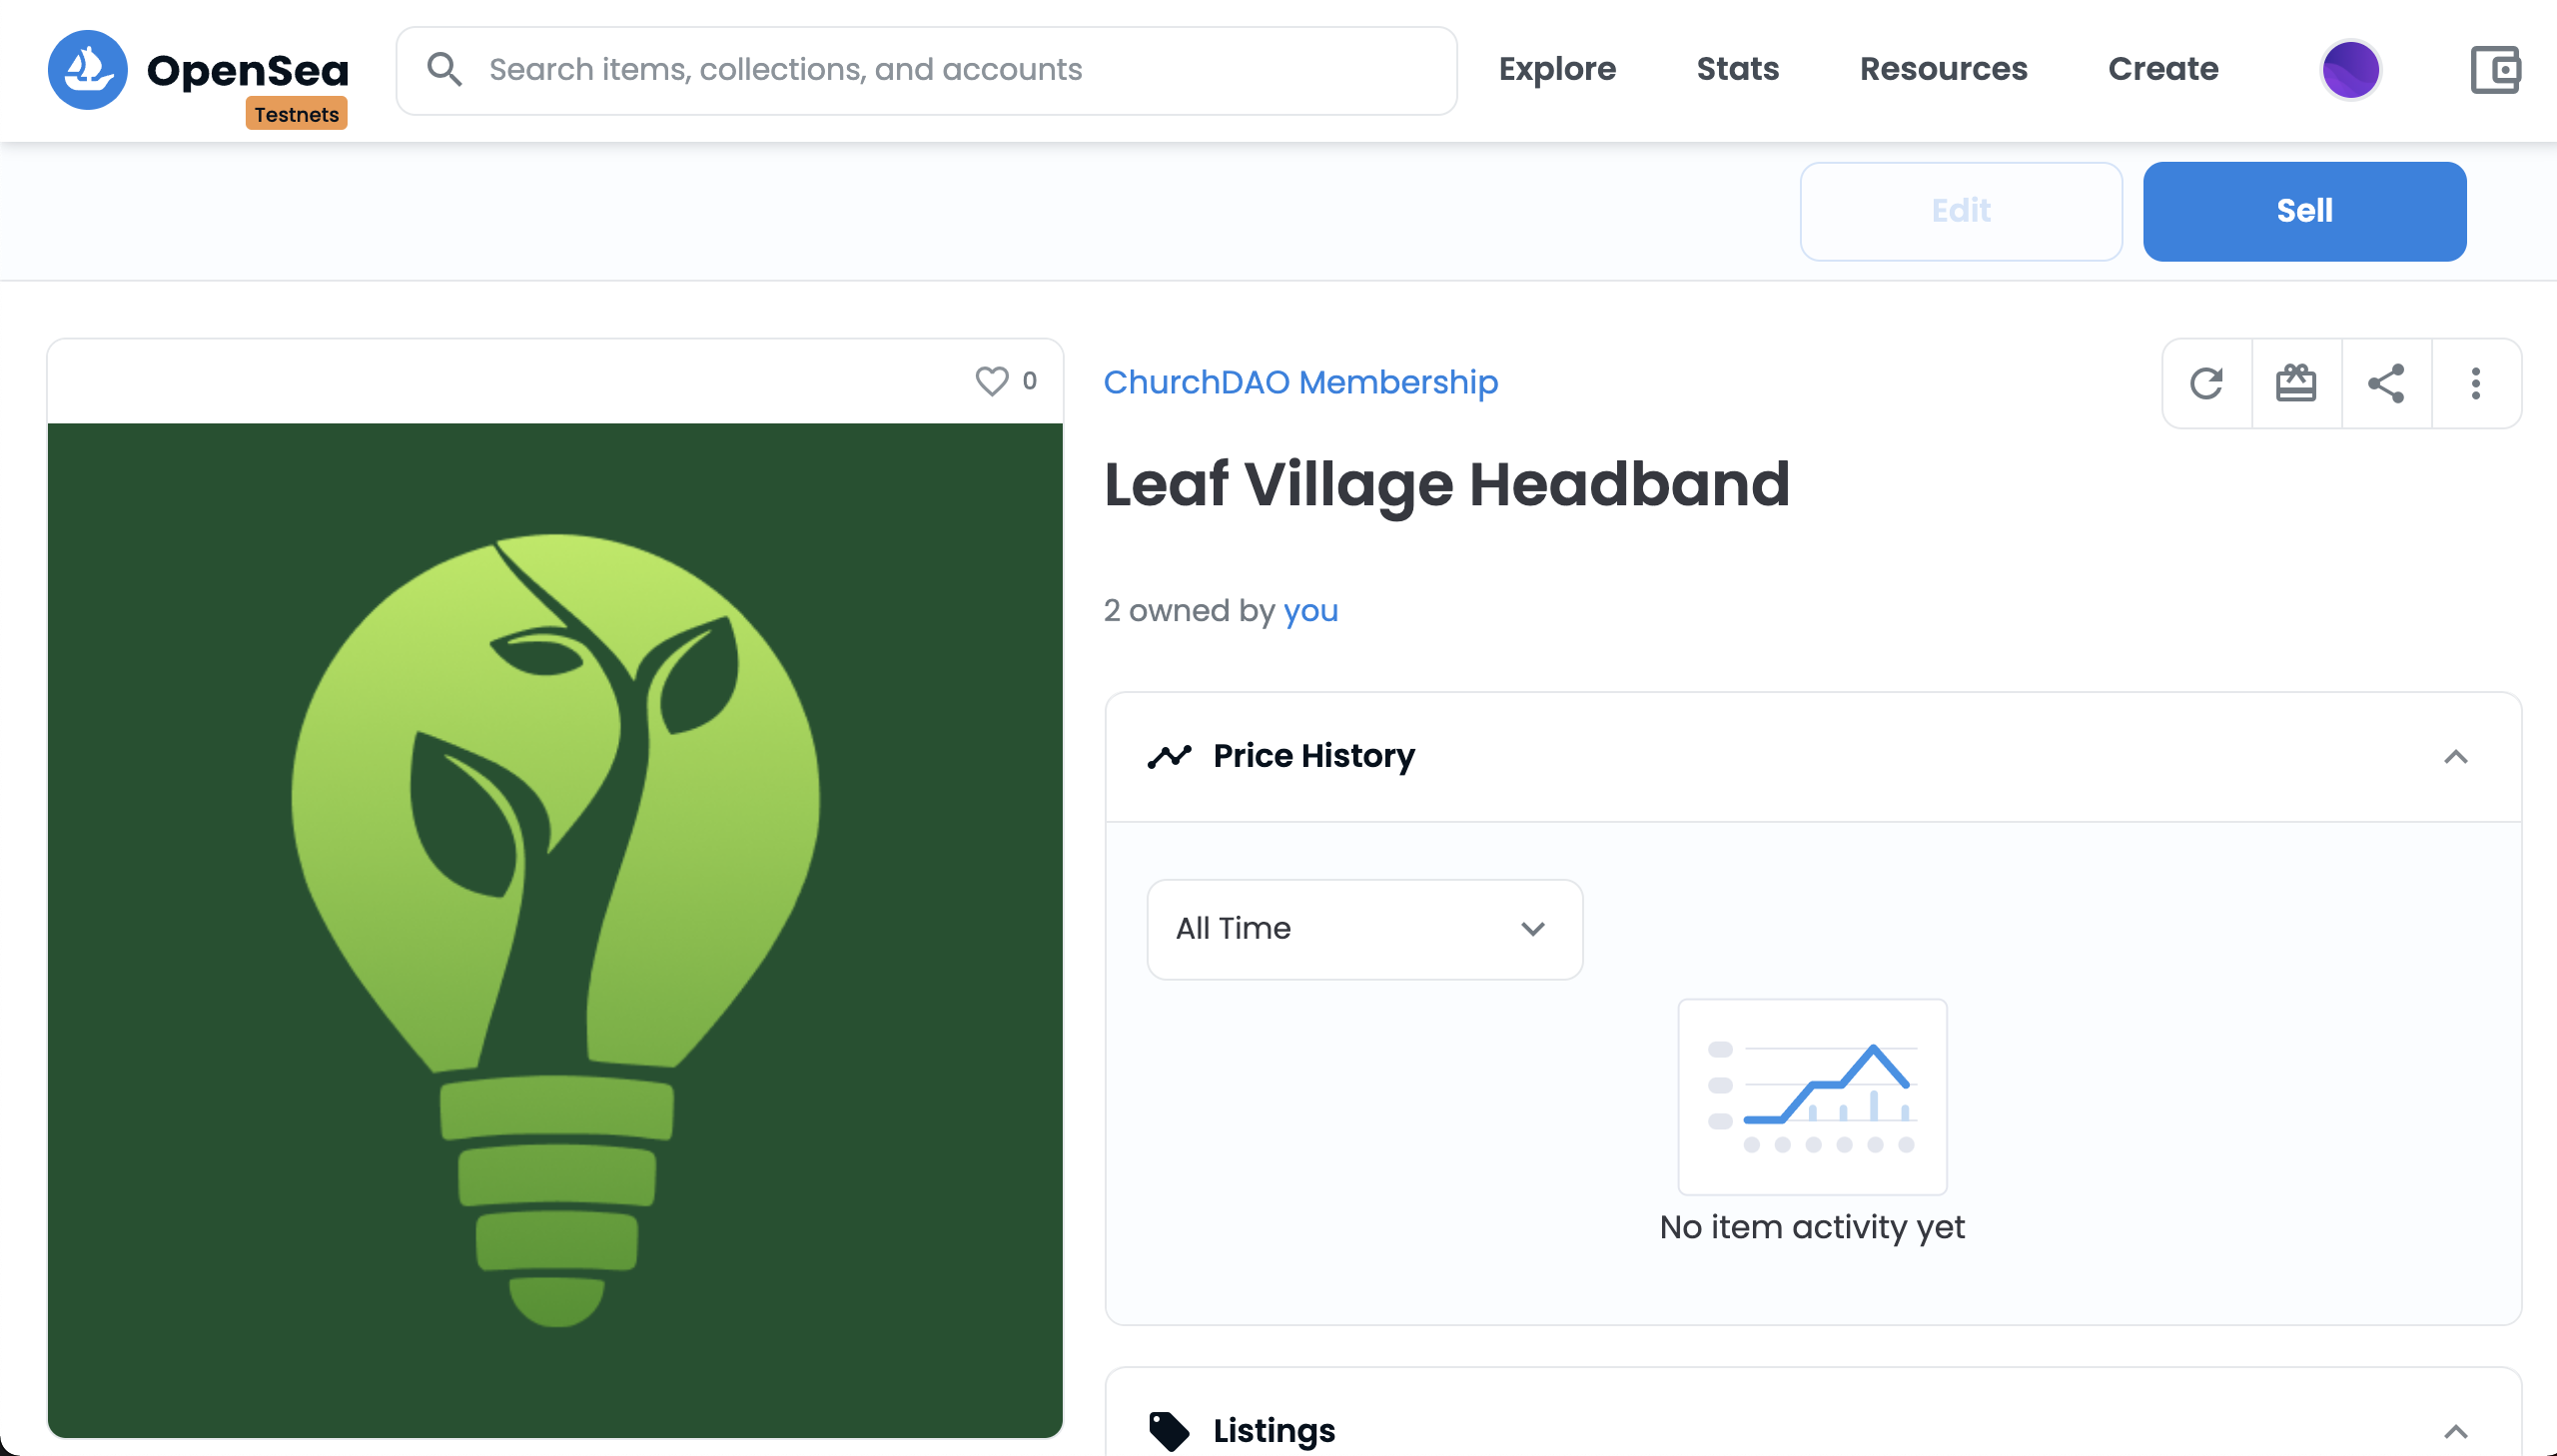 OpenSea
Testnets
Search items, collections, and accounts
Explore
Stats
Resources
Create
Edit
Sell
0
ChurchDAO Membership
Leaf Village Headband
2 owned by you
Price History
All Time
No item activity yet
Listings